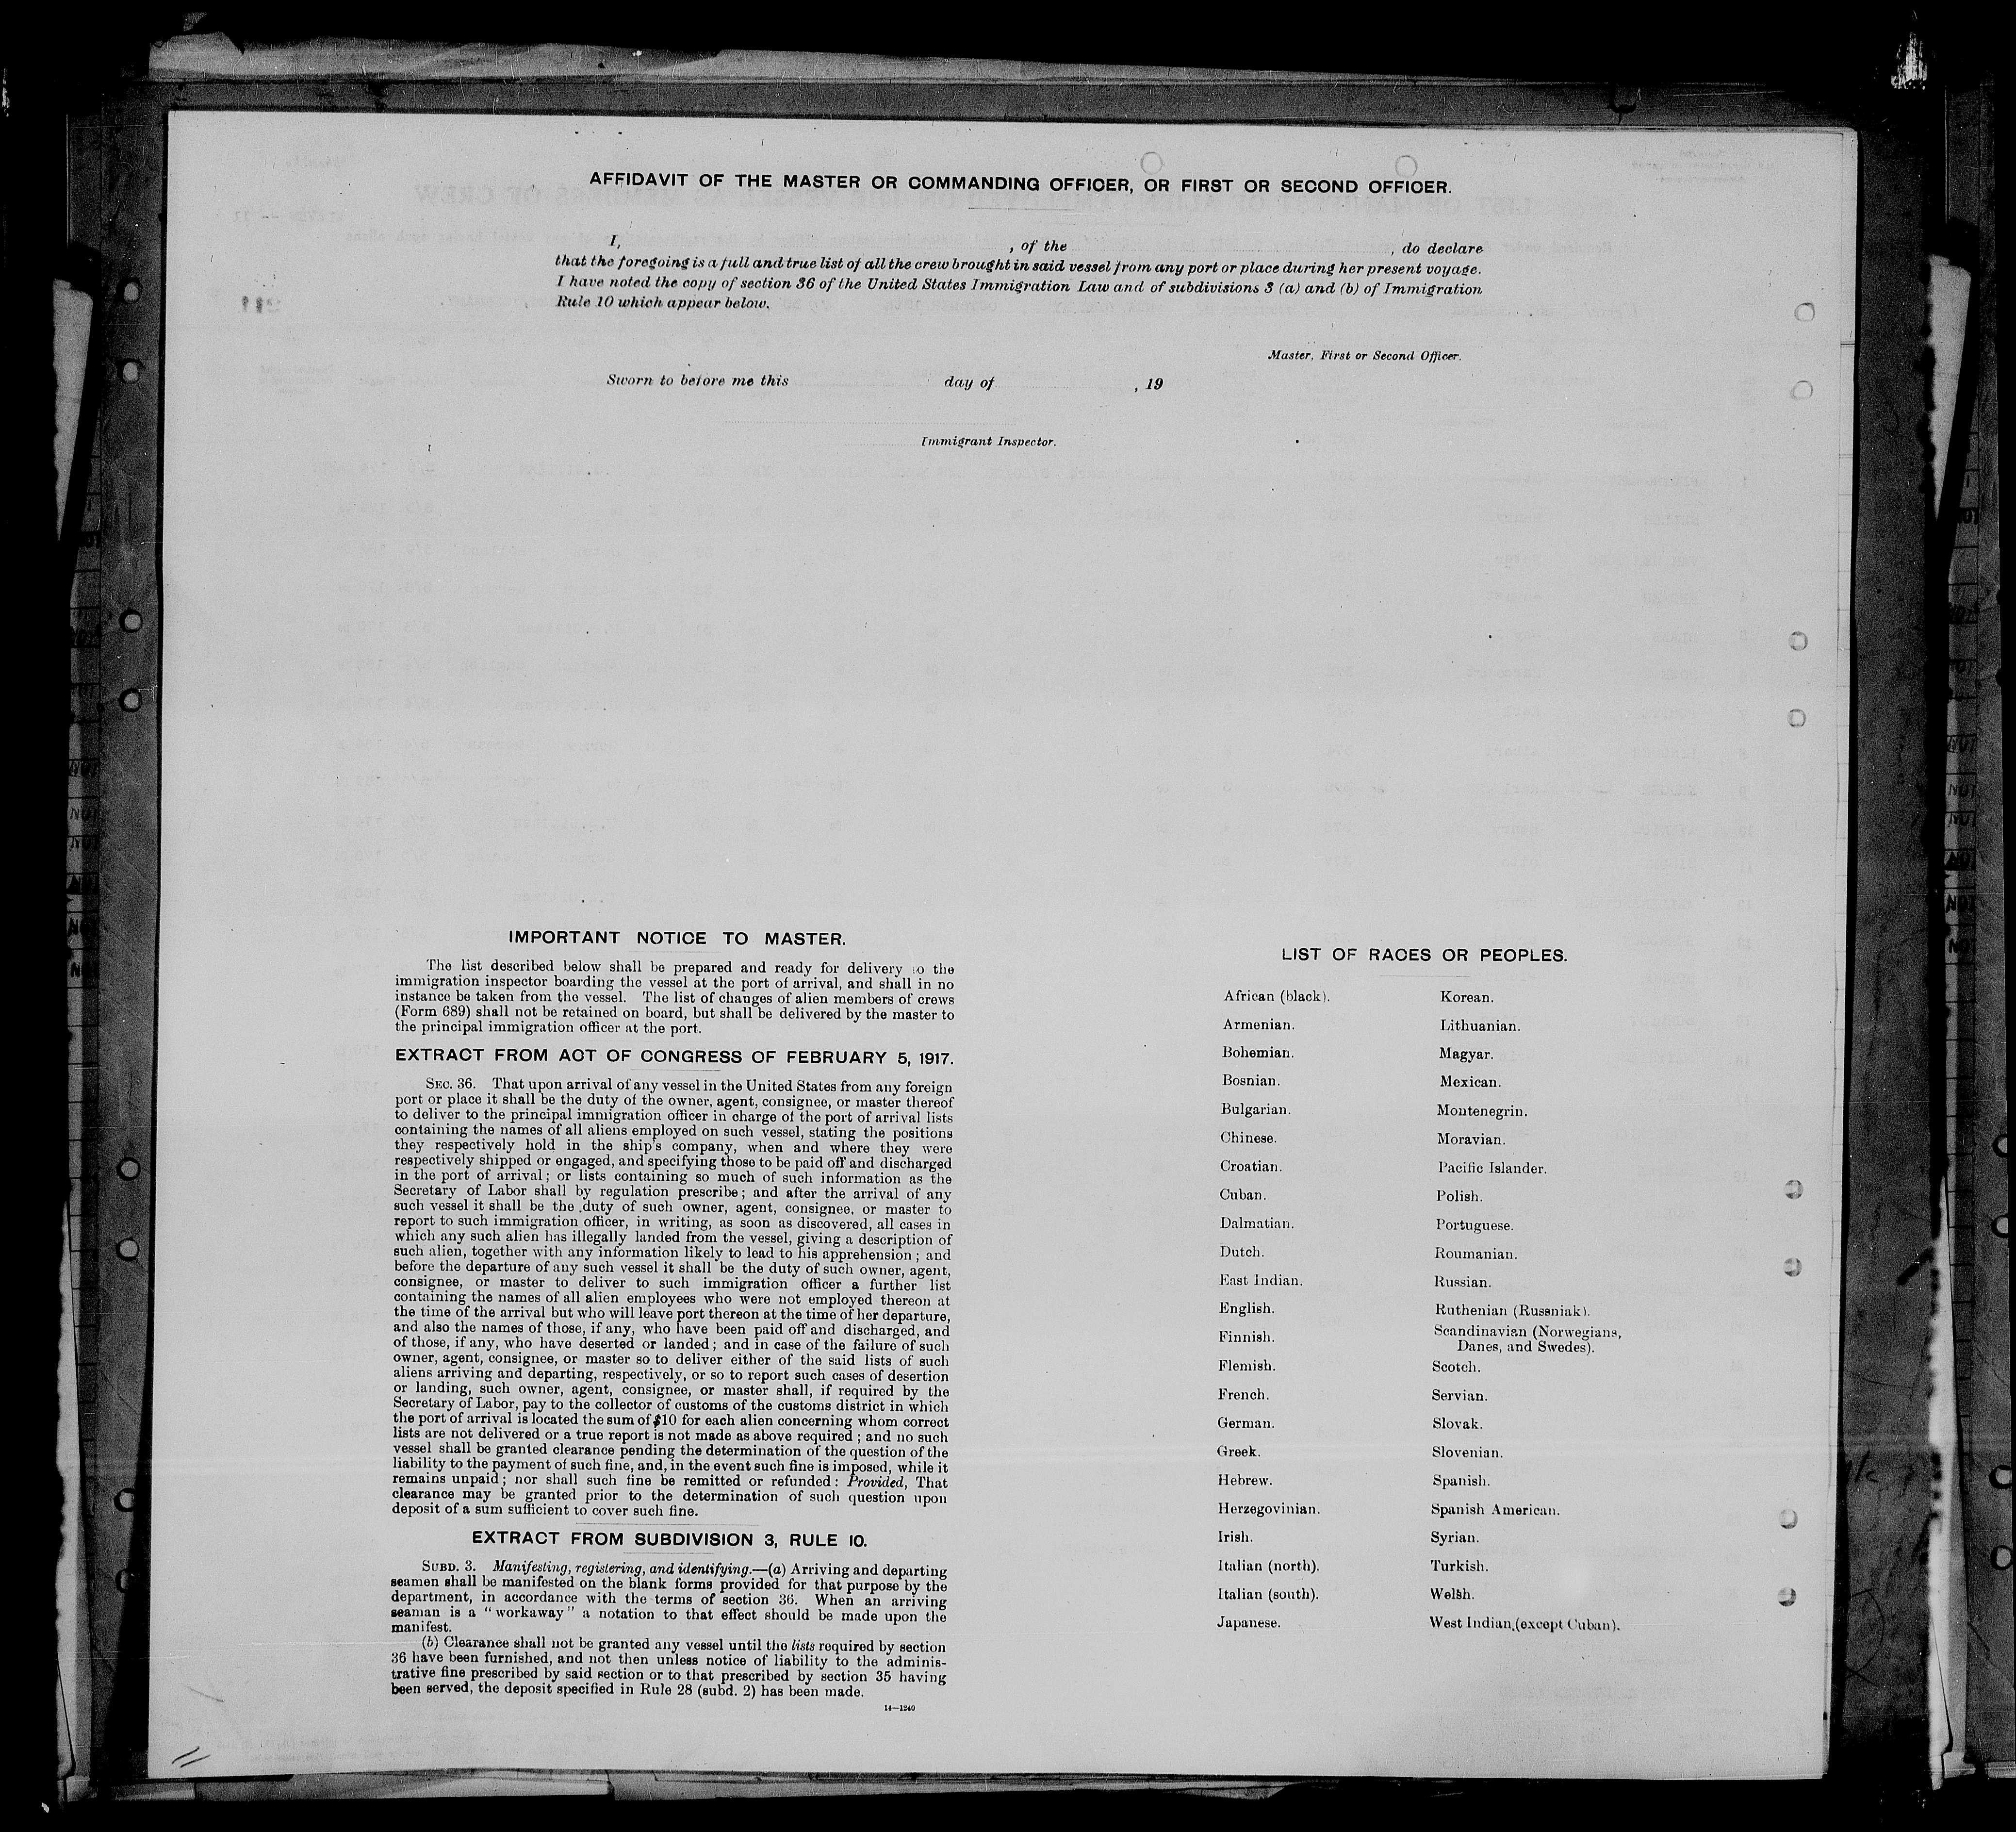 AFFIDAVIT OF THE MASTER OR COMMANDING OFFICER, OR FIRST OR SECOND OFFICER.
I, , of the , do declare
that the foregoing is a full and true list of all the crew brought in said vessel from any port or place during her present voyage.
I have noted the copy of section 36 of the United States Immigration Law and of subdivisions 3 (a) and (b) of Immigration
Rule 10 which appear below.
Master, First or Second Officer.
Sworn to before me this day of , 19
Immigrant Inspector.
IMPORTANT NOTICE TO MASTER.
The list described below shall be prepared and ready for delivery to the
immigration inspector boarding the vessel at the port of arrival, and shall in no
instance be taken from the vessel. The list of changes of alien members of crews
(Form 689) shall not be retained on board, but shall be delivered by the master to
the principal immigration officer at the port.
EXTRACT FROM ACT OF CONGRESS OF FEBRUARY 5, 1917.
SEC. 36. That upon arrival of any vessel in the United States from any foreign
port or place it shall be the duty of the owner, agent, consignee, or master thereof
to deliver to the principal immigration officer in charge of the port of arrival lists
containing the names of all aliens employed on such vessel, stating the positions
they respectively hold in the ship's company, when and where they were
respectively shipped or engaged, and specifying those to be paid off and discharged
in the port of arrival; or lists containing so much of such information as the
Secretary of Labor shall by regulation prescribe; and after the arrival of any
such vessel it shall be the duty of such owner, agent, consignee, or master to
report to such immigration officer, in writing, as soon as discovered, all cases in
which any such alien has illegally landed from the vessel, giving a description of
such alien, together with any information likely to lead to his apprehension; and
before the departure of any such vessel it shall be the duty of such owner, agent,
consignee, or master to deliver to such immigration officer a further list
containing the names of all alien employees who were not employed thereon at
the time of the arrival but who will leave port thereon at the time of her departure,
and also the names of those, if any, who have been paid off and discharged, and
of those, if any, who have deserted or landed; and in case of the failure of such
owner, agent, consignee, or master so to deliver either of the said lists of such
aliens arriving and departing, respectively, or so to report such cases of desertion
or landing, such owner, agent, consignee, or master shall, if required by the
Secretary of Labor, pay to the collector of customs of the customs district in which
the port of arrival is located the sum of $10 for each alien concerning whom correct
lists are not delivered or a true report is not made as above required; and no such
vessel shall be granted clearance pending the determination of the question of the
liability to the payment of such fine, and, in the event such fine is imposed, while it
remains unpaid; nor shall such fine be remitted or refunded: Provided, That
clearance may be granted prior to the determination of such question upon
deposit of a sum sufficient to cover such fine.
EXTRACT FROM SUBDIVISION 3, RULE 10.
SUBD. 3. Manifesting, registering, and identifying.—(a) Arriving and departing
seamen shall be manifested on the blank forms provided for that purpose by the
department, in accordance with the terms of section 36. When an arriving
seaman is a "workaway" a notation to that effect should be made upon the
manifest.
(b) Clearance shall not be granted any vessel until the lists required by section
36 have been furnished, and not then unless notice of liability to the adminis-
trative fine prescribed by said section or to that prescribed by section 35 having
been served, the deposit specified in Rule 28 (subd. 2) has been made.
14—1240
LIST OF RACES OR PEOPLES.
African (black).
Armenian.
Bohemian.
Bosnian.
Bulgarian.
Chinese.
Croatian.
Cuban.
Dalmatian.
Dutch.
East Indian.
English.
Finnish.
Flemish.
French.
German.
Greek.
Hebrew.
Herzegovinian.
Irish.
Italian (north).
Italian (south).
Japanese.
Korean.
Lithuanian.
Magyar.
Mexican.
Montenegrin.
Moravian.
Pacific Islander.
Polish.
Portuguese.
Roumanian.
Russian.
Ruthenian (Russniak).
Scandinavian (Norwegians,
Danes, and Swedes).
Scotch.
Servian.
Slovak.
Slovenian.
Spanish.
Spanish American.
Syrian.
Turkish.
Welsh.
West Indian (except Cuban).